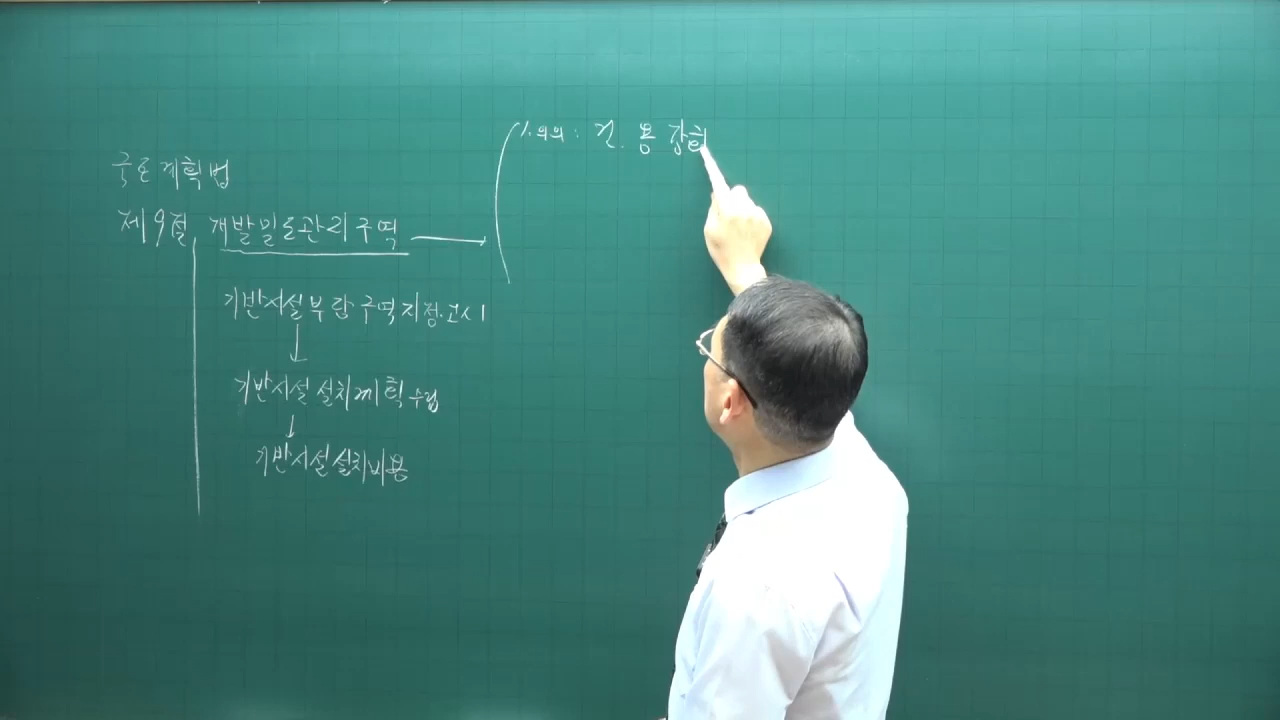 국토계획법
제9절 개발밀도관리구역
기반시설부담구역지정·고시
기반시설설치계획수립
기반시설설치비용
1. 의의 : 건. 용 강화